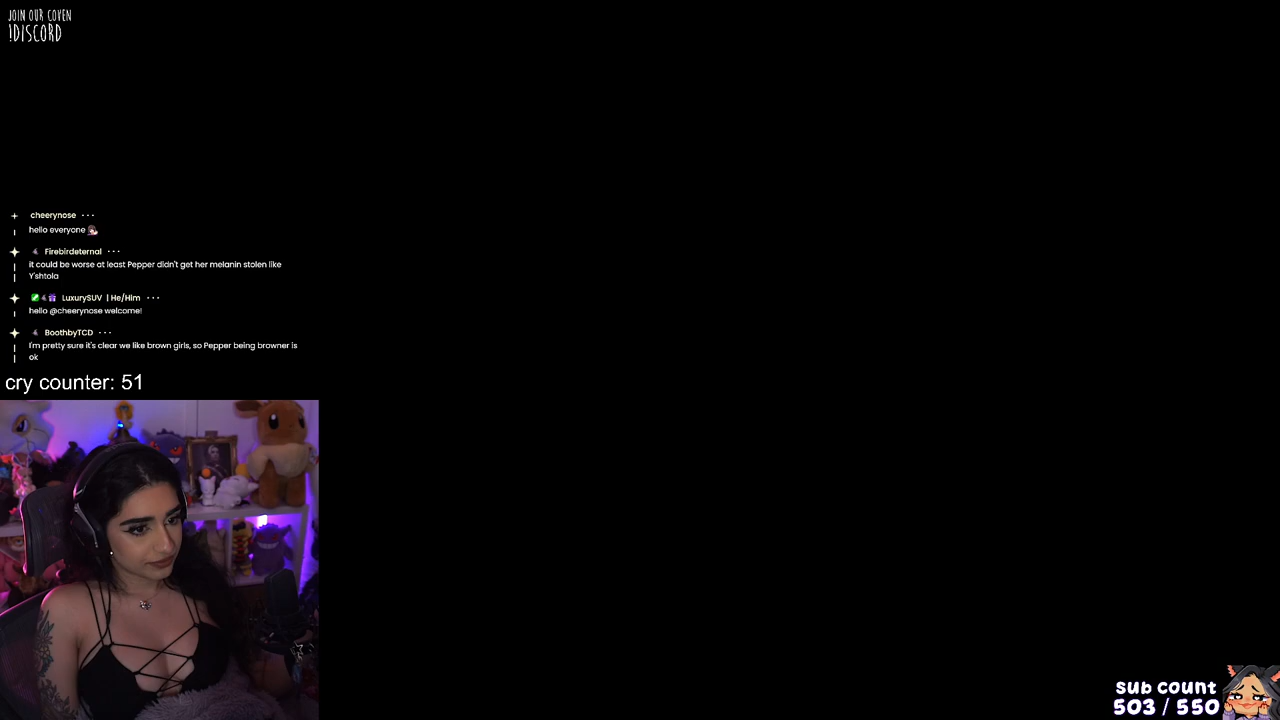 JOIN OUR COVEN
!DISCORD
cheerynose
hello everyone
Firebirdeternal
it could be worse at least Pepper didn't get her melanin stolen like
Y'shtola
LuxurySUV | He/Him
hello @cheerynose welcome!
BoothbyTCD
I'm pretty sure it's clear we like brown girls, so Pepper being browner is
ok
cry counter: 51
sub count
503 / 550